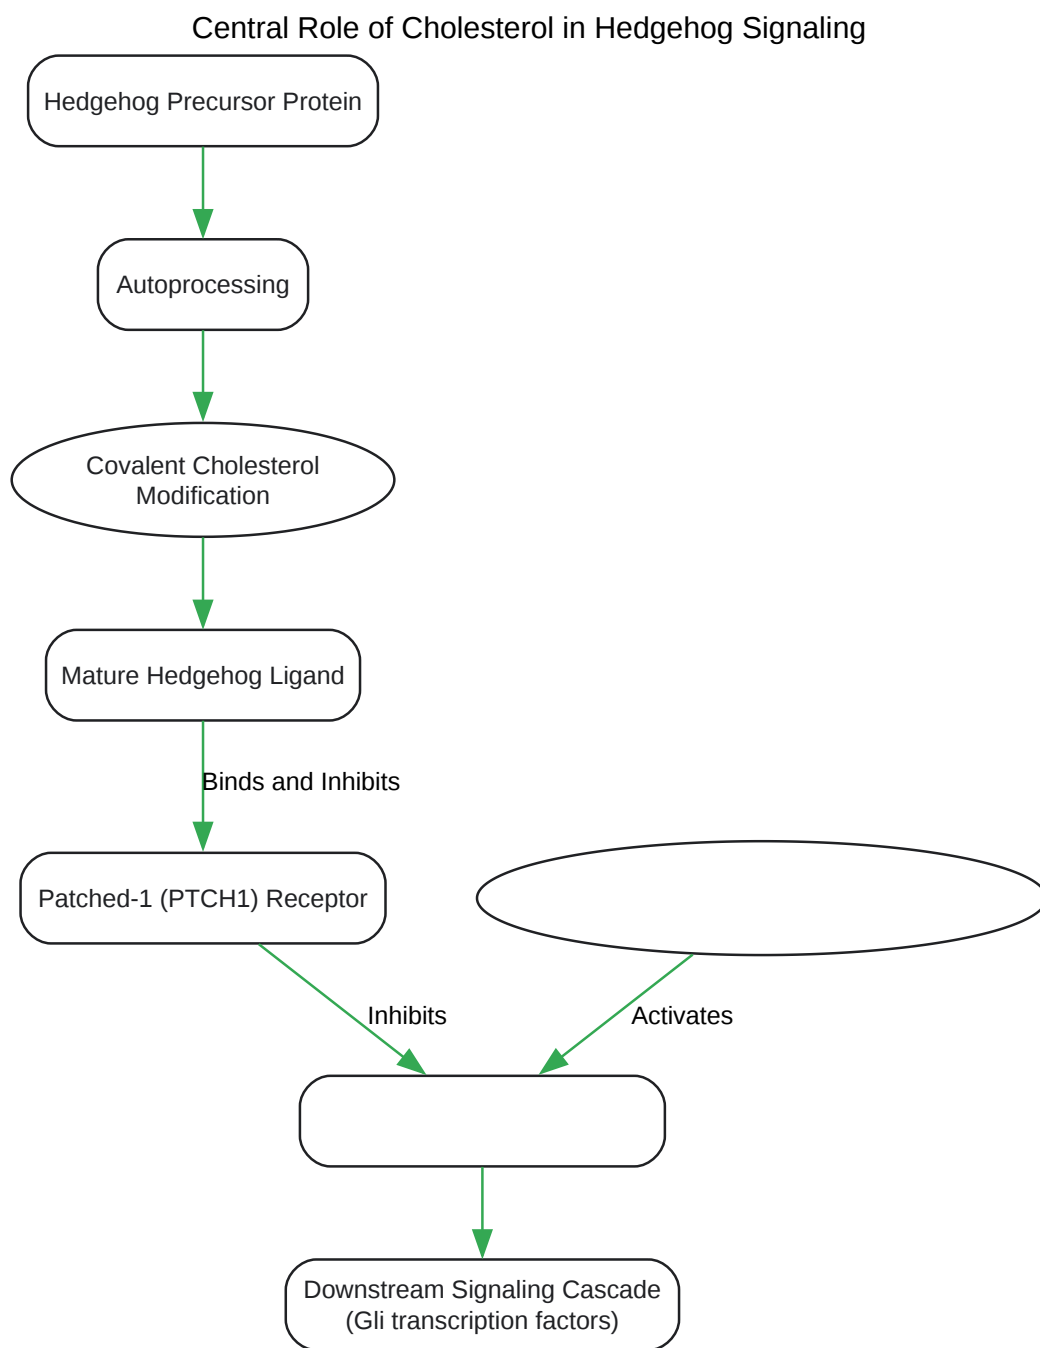 Central Role of Cholesterol in Hedgehog Signaling
Hedgehog Precursor Protein
Autoprocessing
Covalent Cholesterol
Modification
Mature Hedgehog Ligand
Binds and Inhibits
Patched-1 (PTCH1) Receptor
Inhibits
Activates
Downstream Signaling Cascade
(Gli transcription factors)